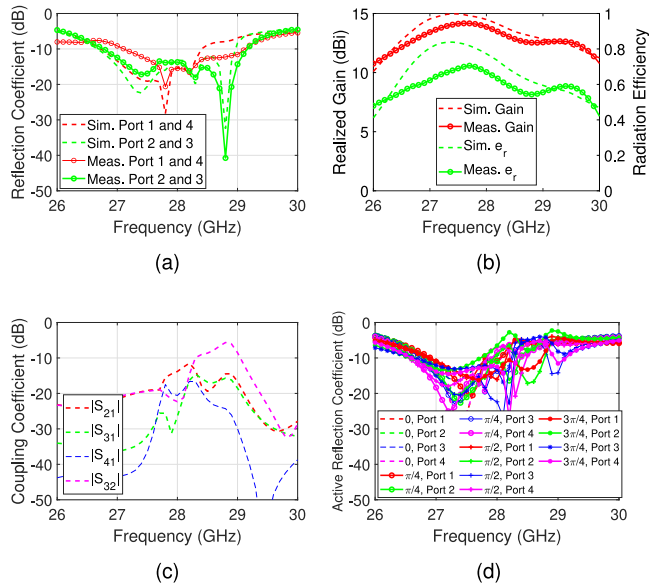 Reflection Coefficient (dB)
0
-10
-20
-30
-40
-50
26 27 28 29 30
Frequency (GHz)
Sim. Port 1 and 4
Sim. Port 2 and 3
Meas. Port 1 and 4
Meas. Port 2 and 3
(a)
Realized Gain (dBi)
15
10
5
0
26 27 28 29 30
Frequency (GHz)
1
0.8
0.6
0.4
0.2
0
Radiation Efficiency
Sim. Gain
Meas. Gain
Sim. e_r
Meas. e_r
(b)
Coupling Coefficient (dB)
0
-10
-20
-30
-40
-50
26 27 28 29 30
Frequency (GHz)
|S21|
|S31|
|S41|
|S32|
(c)
Active Reflection Coefficient (dB)
0
-10
-20
-30
-40
-50
26 27 28 29 30
Frequency (GHz)
0, Port 1
0, Port 2
0, Port 3
0, Port 4
π/4, Port 1
π/4, Port 2
π/4, Port 3
π/4, Port 4
π/2, Port 1
π/2, Port 2
π/2, Port 3
π/2, Port 4
3π/4, Port 1
3π/4, Port 2
3π/4, Port 3
3π/4, Port 4
(d)